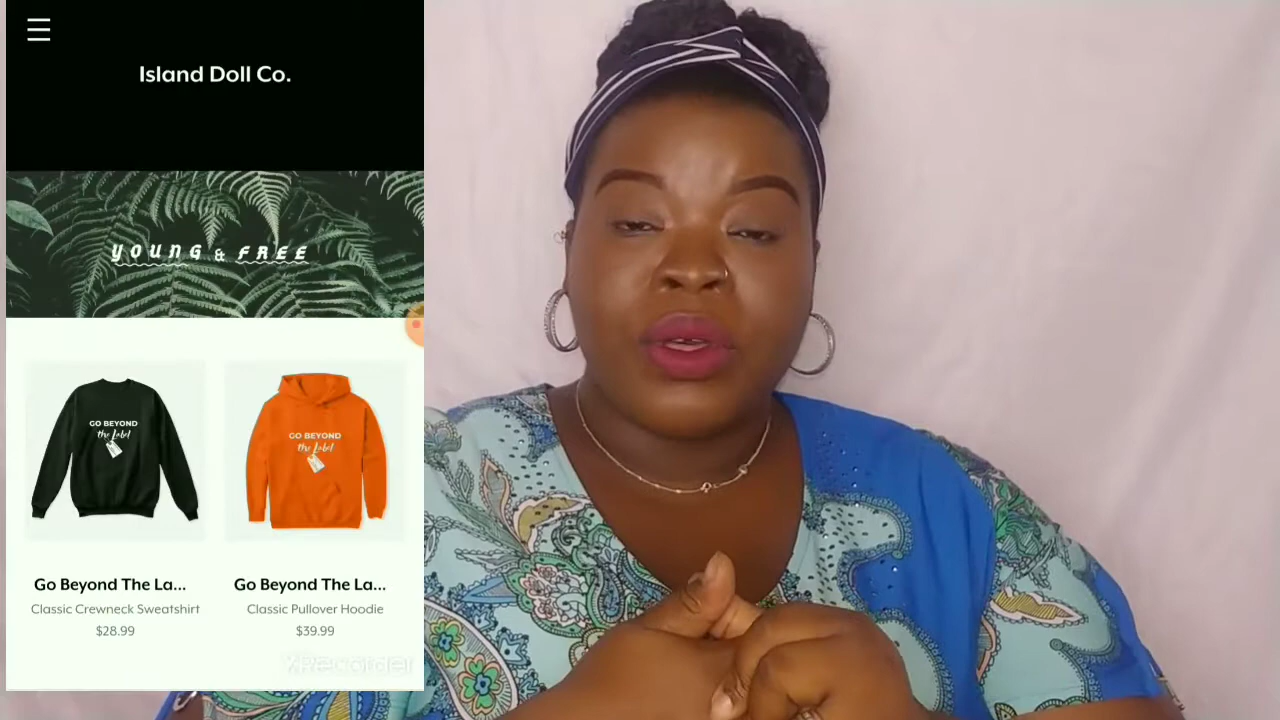 Island Doll Co.
YOUNG & FREE
GO BEYOND
the Label
GO BEYOND
the Label
Go Beyond The La...
Go Beyond The La...
Classic Crewneck Sweatshirt
Classic Pullover Hoodie
$28.99
$39.99
XRecorder